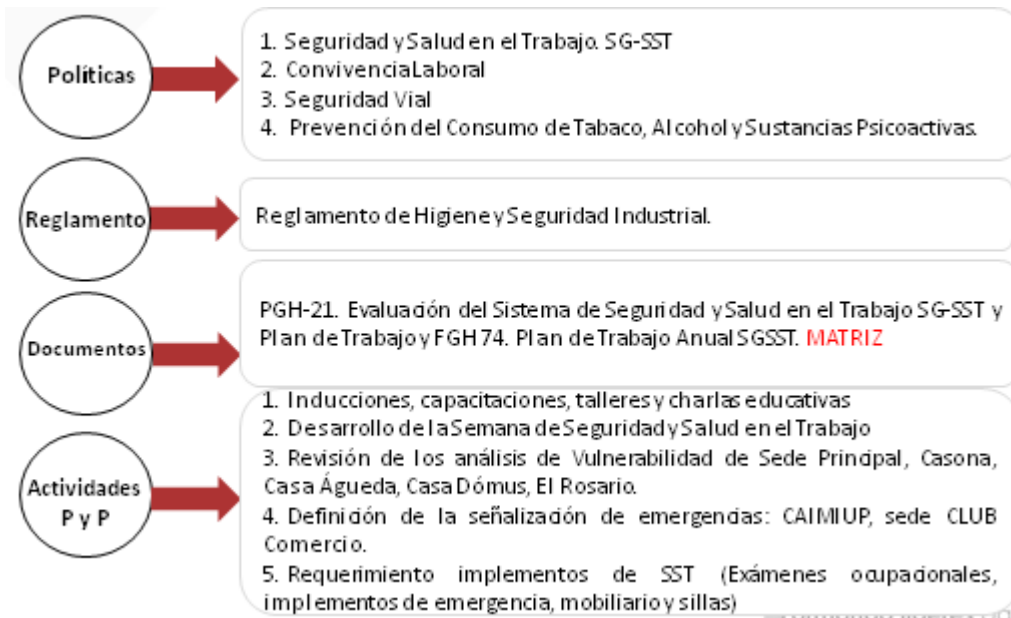 Políticas
1. Seguridad y Salud en el Trabajo. SG-SST
2. Convivencia Laboral
3. Seguridad Vial
4. Prevención del Consumo de Tabaco, Alcohol y Sustancias Psicoactivas.
Reglamento
Reglamento de Higiene y Seguridad Industrial.
Documentos
PGH-21. Evaluación del Sistema de Seguridad y Salud en el Trabajo SG-SST y
Plan de Trabajo y FGH 74. Plan de Trabajo Anual SGSST. MATRIZ
Actividades
P y P
1. Inducciones, capacitaciones, talleres y charlas educativas
2. Desarrollo de la Semana de Seguridad y Salud en el Trabajo
3. Revisión de los análisis de Vulnerabilidad de Sede Principal, Casona,
Casa Águeda, Casa Dómus, El Rosario.
4. Definición de la señalización de emergencias: CAIMIUP, sede CLUB
Comercio.
5. Requerimiento implementos de SST (Exámenes ocupacionales,
implementos de emergencia, mobiliario y sillas)